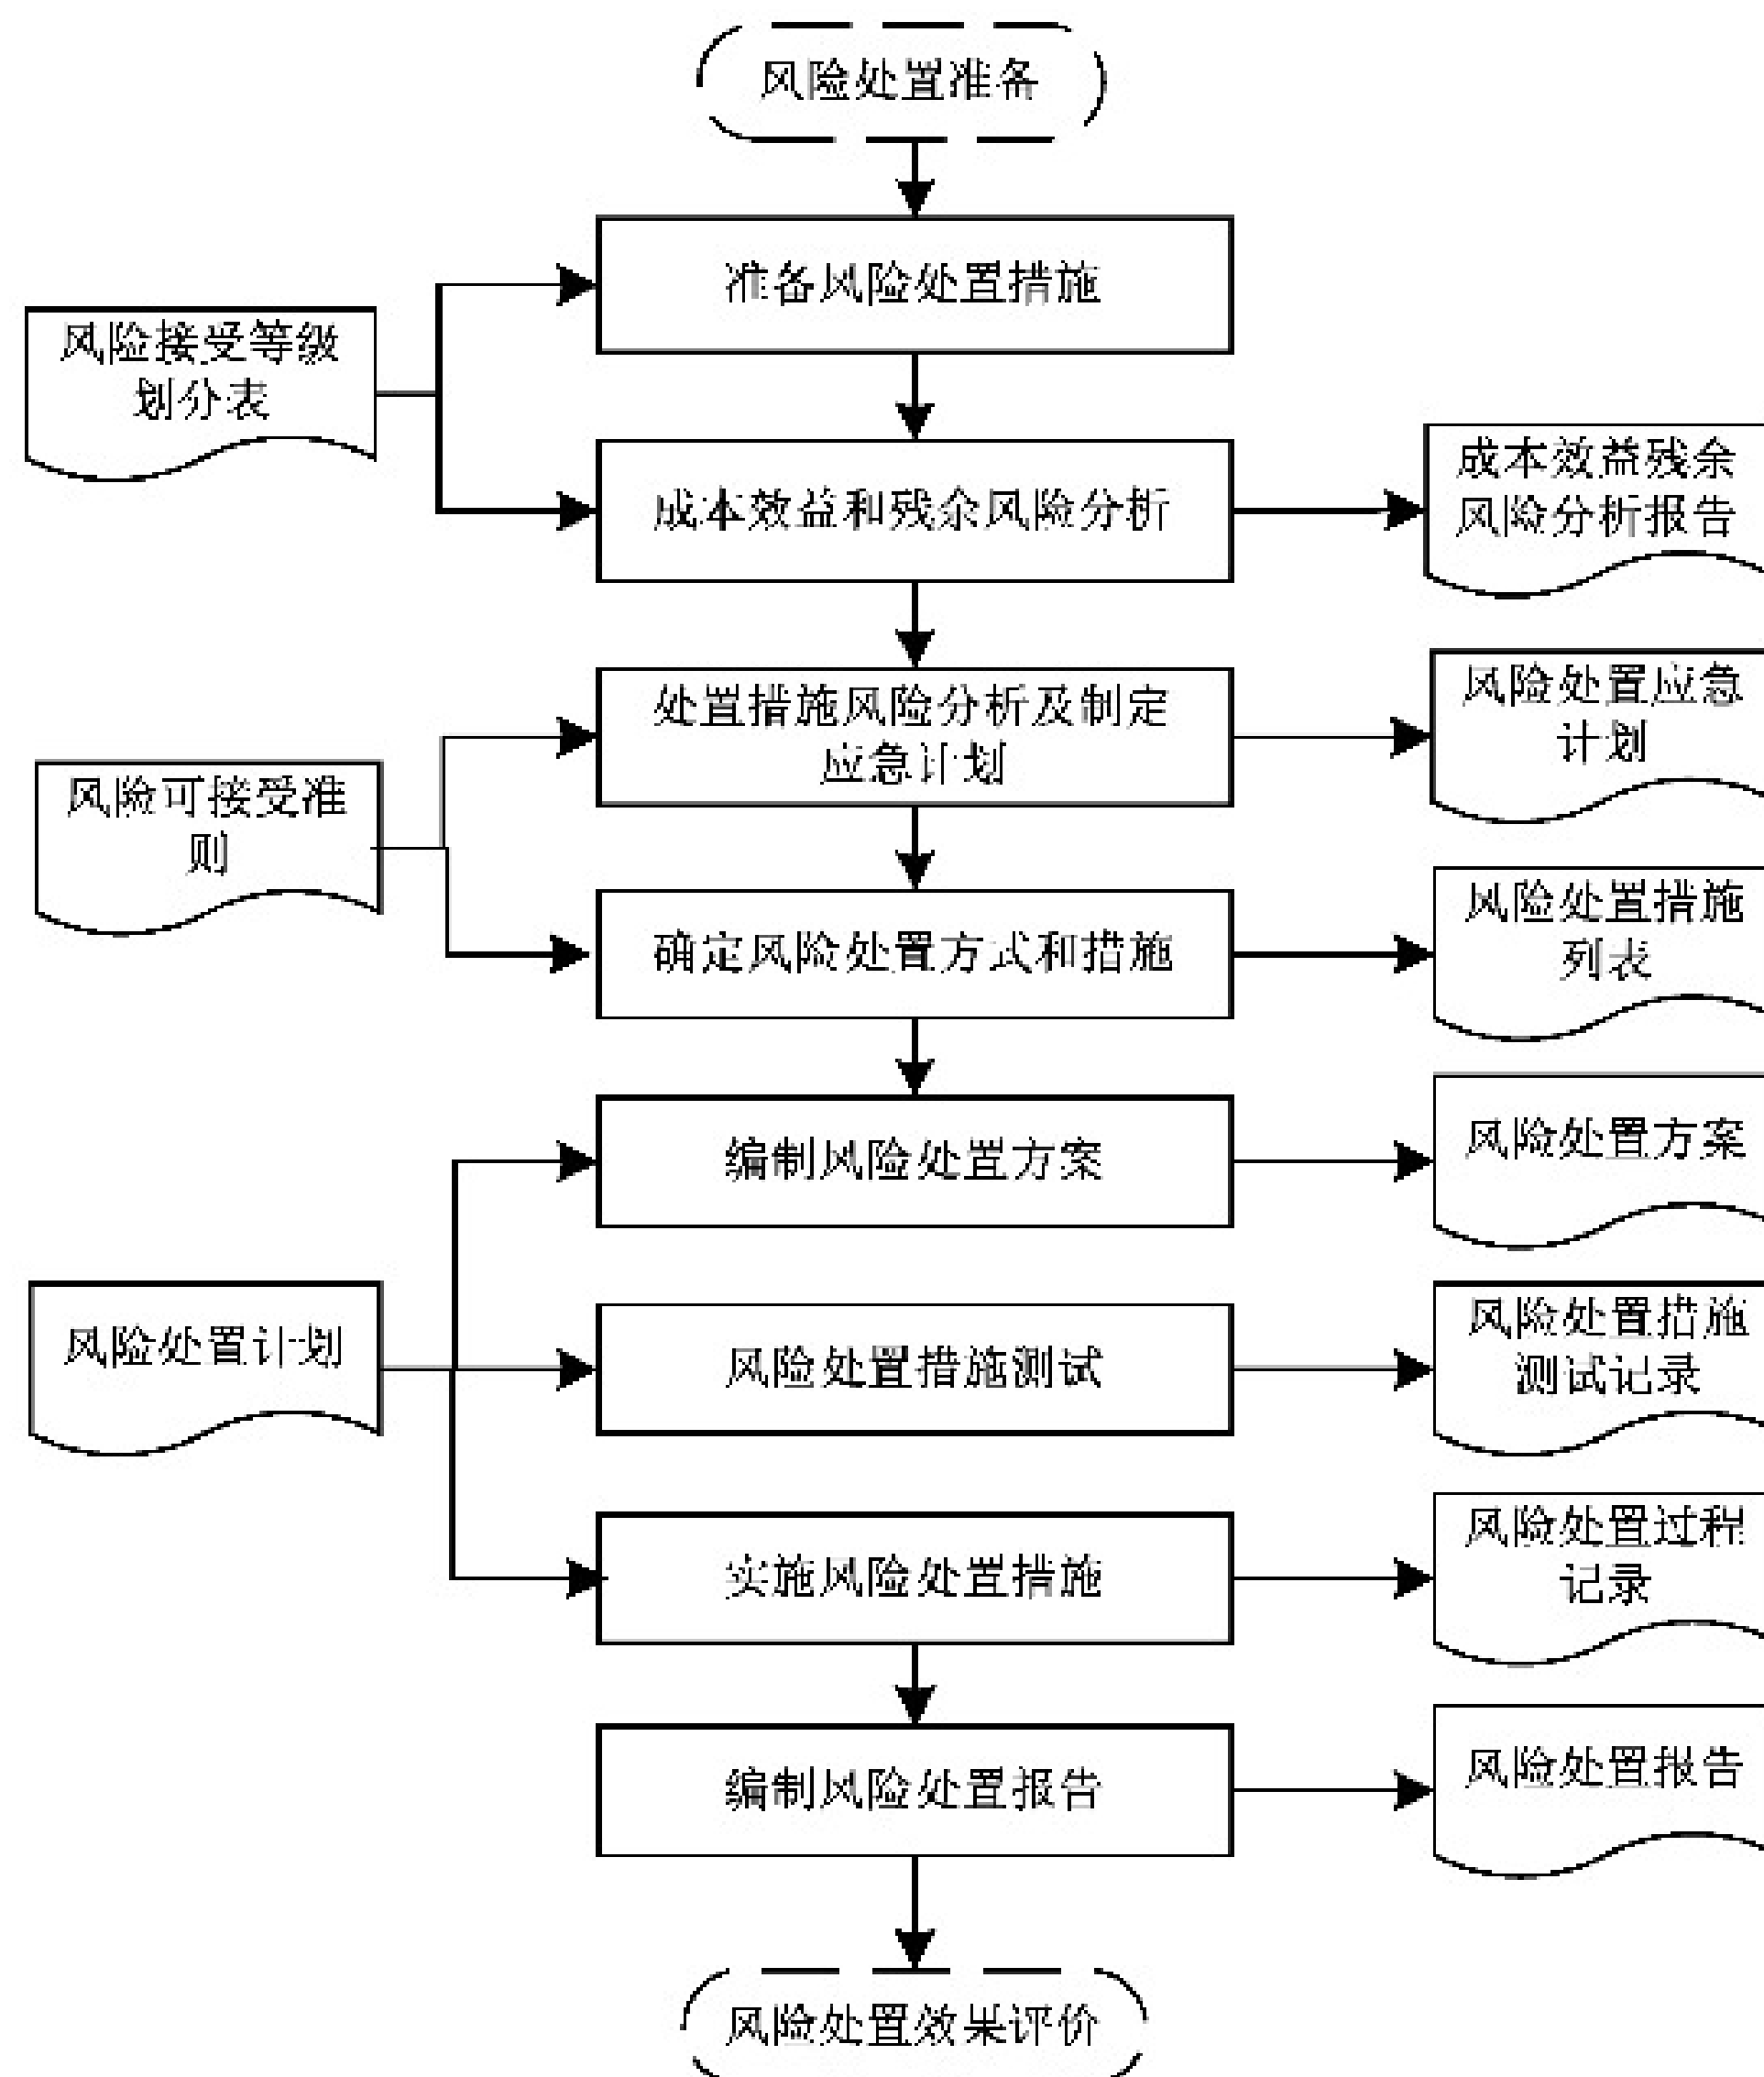 风险处置准备
准备风险处置措施
风险接受等级
划分表
成本效益和残余风险分析
成本效益残余
风险分析报告
处置措施风险分析及制定
应急计划
风险处置应急
计划
风险可接受准
则
确定风险处置方式和措施
风险处置措施
列表
编制风险处置方案
风险处置方案
风险处置计划
风险处置措施测试
风险处置措施
测试记录
实施风险处置措施
风险处置过程
记录
编制风险处置报告
风险处置报告
风险处置效果评价